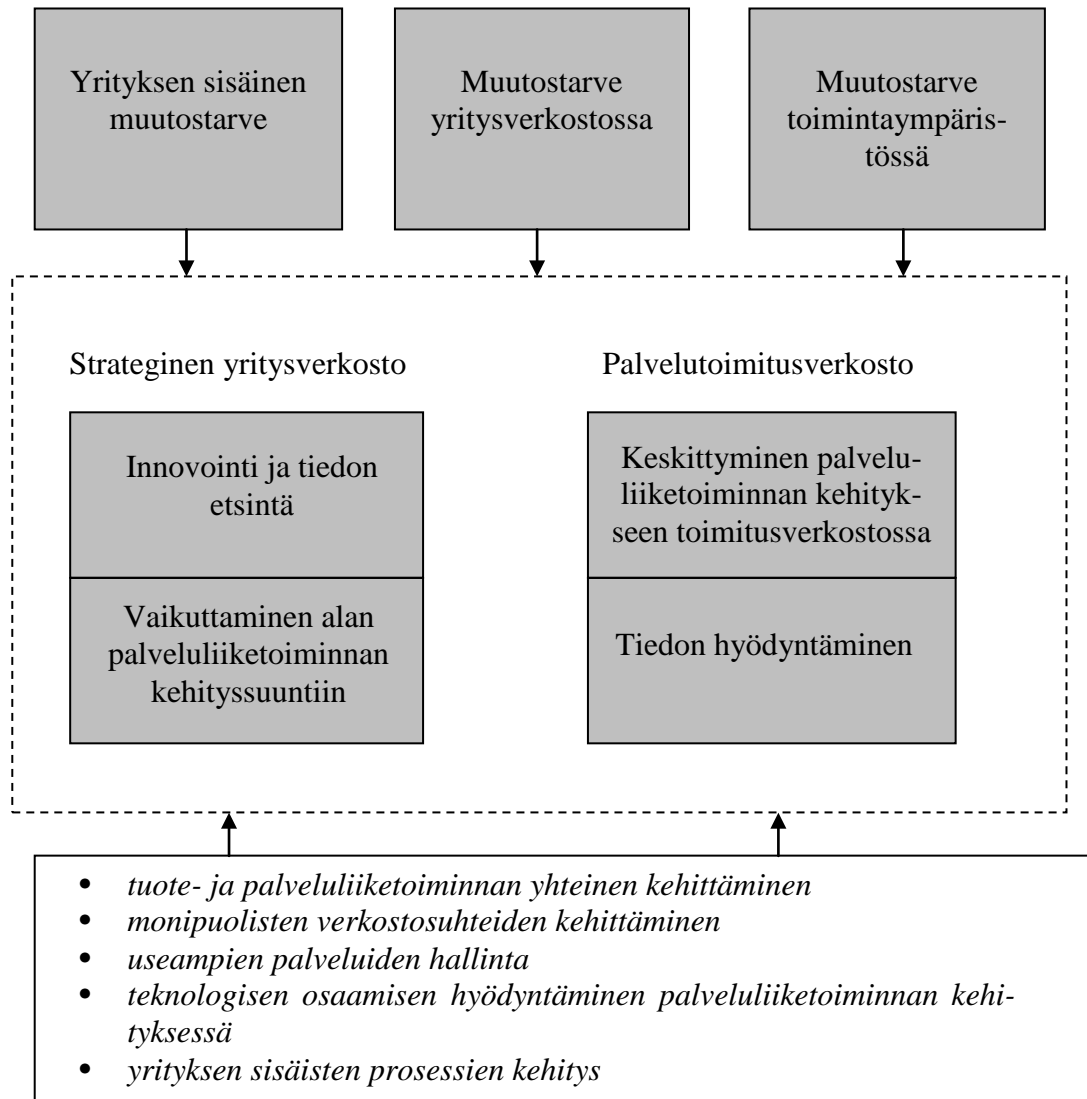 Yrityksen sisäinen
muutostarve
Muutostarve
yritysverkostossa
Muutostarve
toimintaympäris-
tössä
Strateginen yritysverkosto
Innovointi ja tiedon
etsintä
Vaikuttaminen alan
palveluliiketoiminnan
kehityssuuntiin
Palvelutoimitusverkosto
Keskittyminen palvelu-
liiketoiminnan kehityk-
seen toimitusverkostossa
Tiedon hyödyntäminen
• tuote- ja palveluliiketoiminnan yhteinen kehittäminen
• monipuolisten verkostosuhteiden kehittäminen
• useampien palveluiden hallinta
• teknologisen osaamisen hyödyntäminen palveluliiketoiminnan kehi-
tyksessä
• yrityksen sisäisten prosessien kehitys